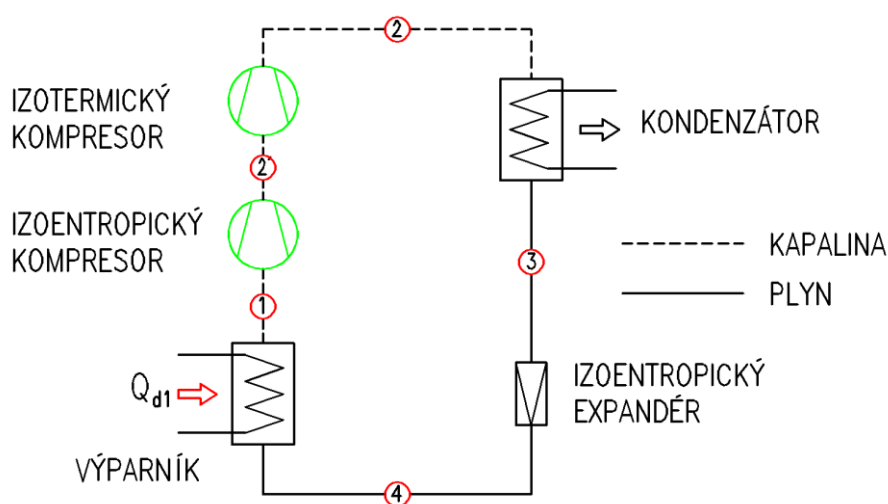 2
IZOTERMICKÝ
KOMPRESOR
KONDENZÁTOR
2'
IZOENTROPICKÝ
KOMPRESOR
3
KAPALINA
PLYN
1
Qd1
IZOENTROPICKÝ
EXPANDÉR
VÝPARNÍK
4